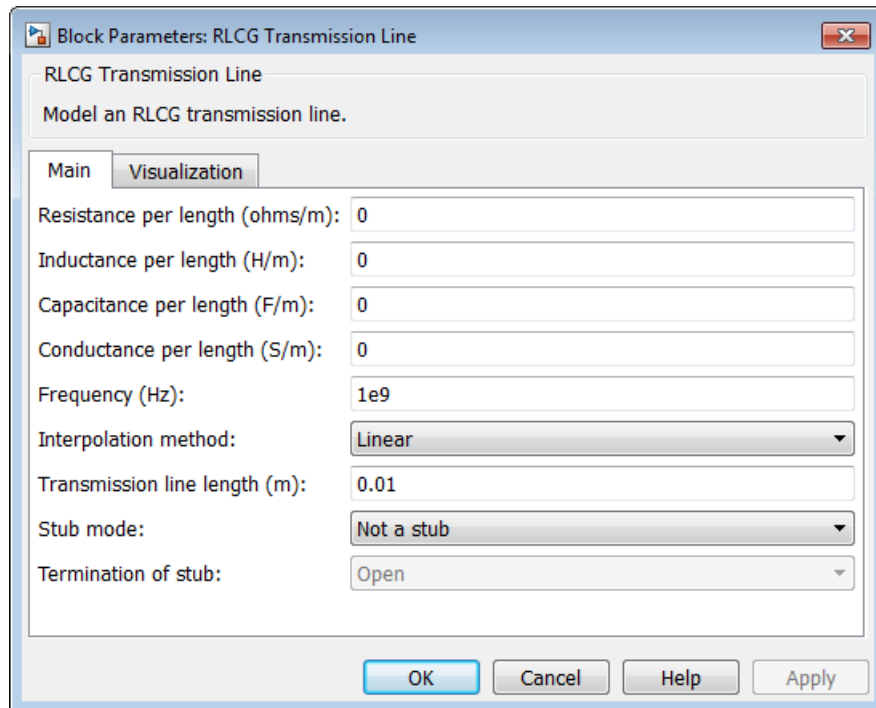 Block Parameters: RLCG Transmission Line
RLCG Transmission Line
Model an RLCG transmission line.
Main Visualization
Resistance per length (ohms/m): 0
Inductance per length (H/m): 0
Capacitance per length (F/m): 0
Conductance per length (S/m): 0
Frequency (Hz): 1e9
Interpolation method: Linear
Transmission line length (m): 0.01
Stub mode: Not a stub
Termination of stub: Open
OK Cancel Help Apply